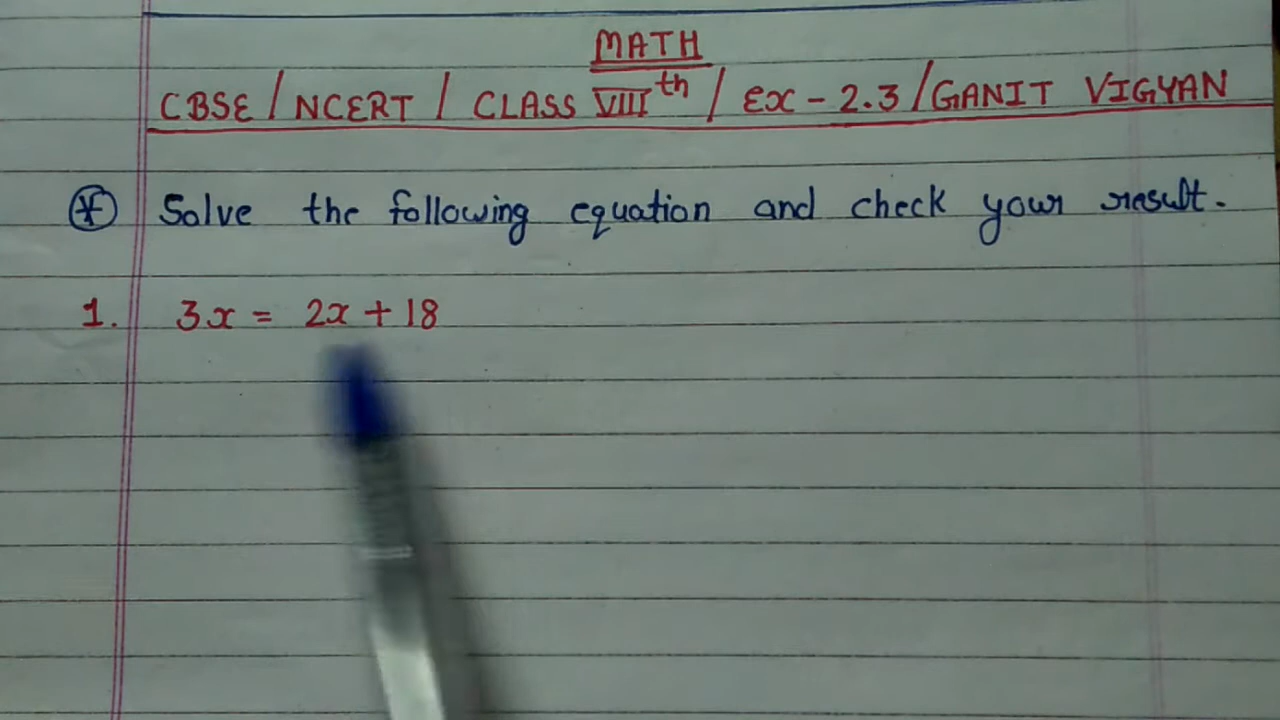 MATH
CBSE / NCERT / CLASS VIIIth / EX - 2.3 / GANIT VIGYAN
* Solve the following equation and check your result.
1. 3x = 2x + 18